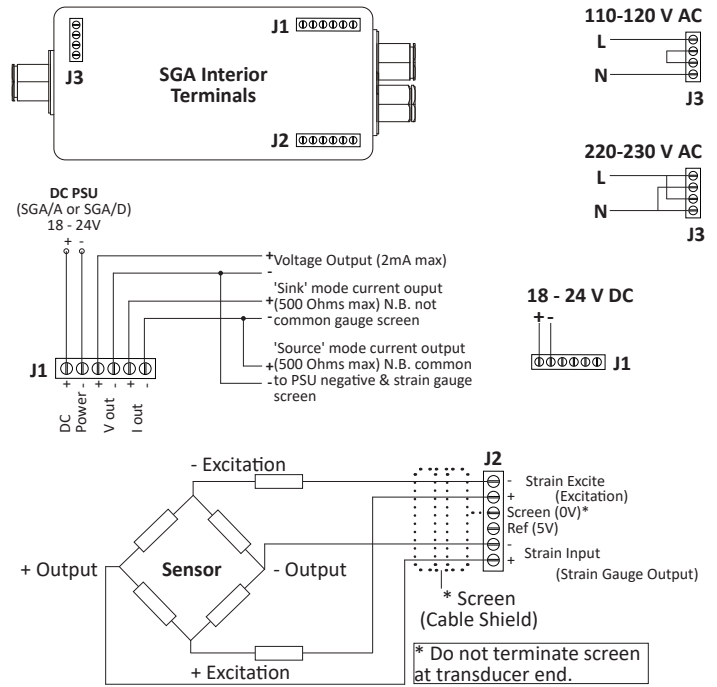 J1
J3
SGA Interior
Terminals
J2
110-120 V AC
L
N
J3
220-230 V AC
L
N
J3
DC PSU
(SGA/A or SGA/D)
18 - 24V
+ -
+ Voltage Output (2mA max)
-
'Sink' mode current ouput
+ (500 Ohms max) N.B. not
- common gauge screen
'Source' mode current output
+ (500 Ohms max) N.B. common
- to PSU negative & strain gauge
screen
J1
+ - + - + -
DC
Power
V out
I out
18 - 24 V DC
+ -
J1
- Excitation
+ Output
Sensor
- Output
+ Excitation
J2
- Strain Excite
+ (Excitation)
Screen (0V)*
Ref (5V)
- Strain Input
+ (Strain Gauge Output)
* Screen
(Cable Shield)
* Do not terminate screen
at transducer end.